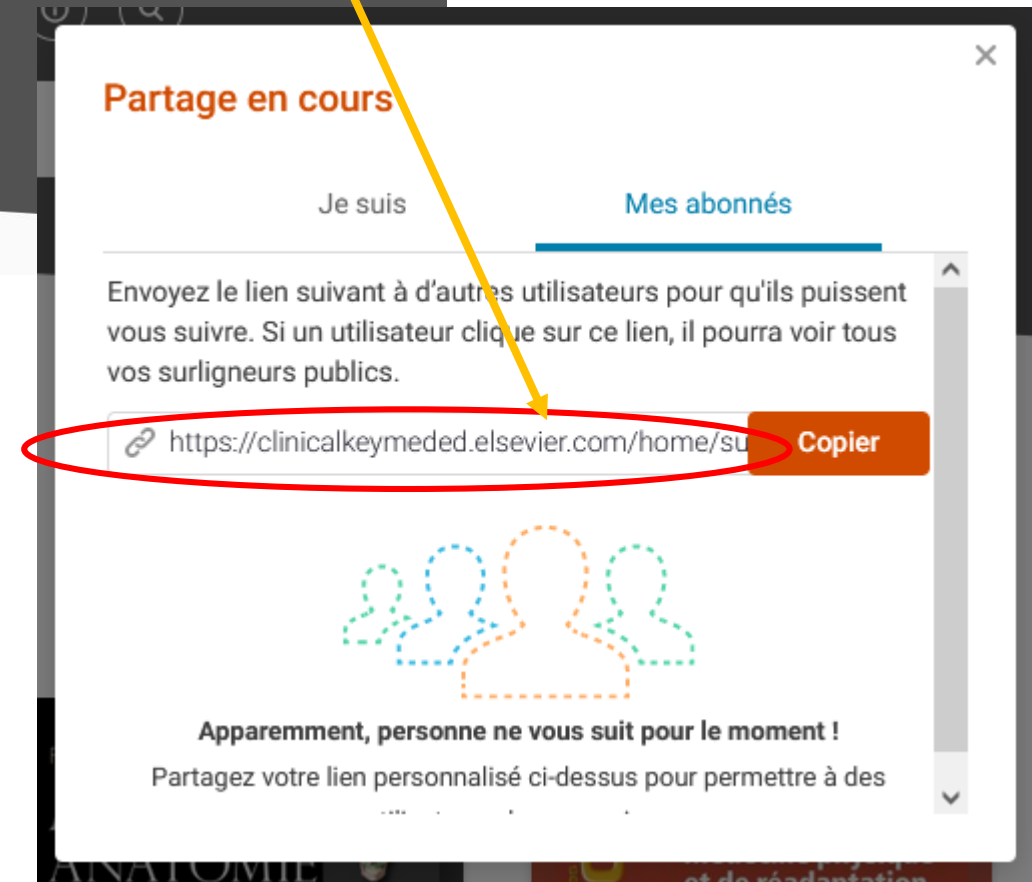 Partage en cours
Je suis
Mes abonnés
Envoyez le lien suivant à d’autres utilisateurs pour qu'ils puissent
vous suivre. Si un utilisateur clique sur ce lien, il pourra voir tous
vos surligneurs publics.
https://clinicalkeymeded.elsevier.com/home/su
Copier
Apparemment, personne ne vous suit pour le moment !
Partagez votre lien personnalisé ci-dessus pour permettre à des
ANATOMIE
et de réadaptation